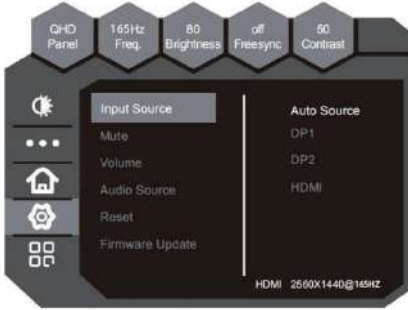 QHD
Panel
165Hz
Freq.
80
Brightness
off
Freesync
50
Contrast
Input Source
Mute
Volume
Audio Source
Reset
Firmware Update
Auto Source
DP1
DP2
HDMI
HDMI 2560X1440@165HZ